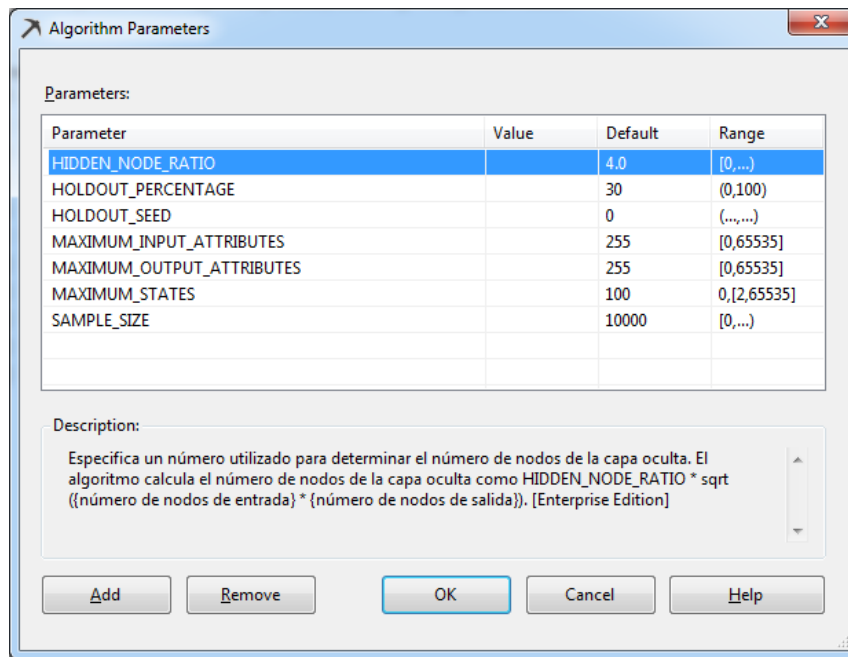 Algorithm Parameters
Parameters:
Parameter Value Default Range
HIDDEN_NODE_RATIO 4.0 [0,...)
HOLDOUT_PERCENTAGE 30 (0,100)
HOLDOUT_SEED 0 (...,...)
MAXIMUM_INPUT_ATTRIBUTES 255 [0,65535]
MAXIMUM_OUTPUT_ATTRIBUTES 255 [0,65535]
MAXIMUM_STATES 100 0,[2,65535]
SAMPLE_SIZE 10000 [0,...)
Description:
Especifica un número utilizado para determinar el número de nodos de la capa oculta. El
algoritmo calcula el número de nodos de la capa oculta como HIDDEN_NODE_RATIO * sqrt
({número de nodos de entrada} * {número de nodos de salida}). [Enterprise Edition]
Add Remove OK Cancel Help